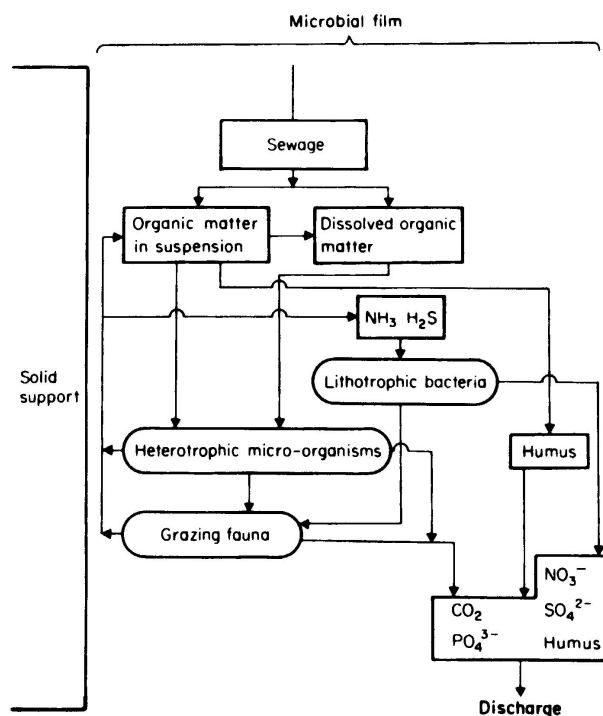 Microbial film
Sewage
Organic matter
in suspension
Dissolved organic
matter
NH₃ H₂S
Solid
support
Lithotrophic bacteria
Heterotrophic micro-organisms
Humus
Grazing fauna
NO₃⁻
CO₂ SO₄²⁻
PO₄³⁻ Humus
Discharge